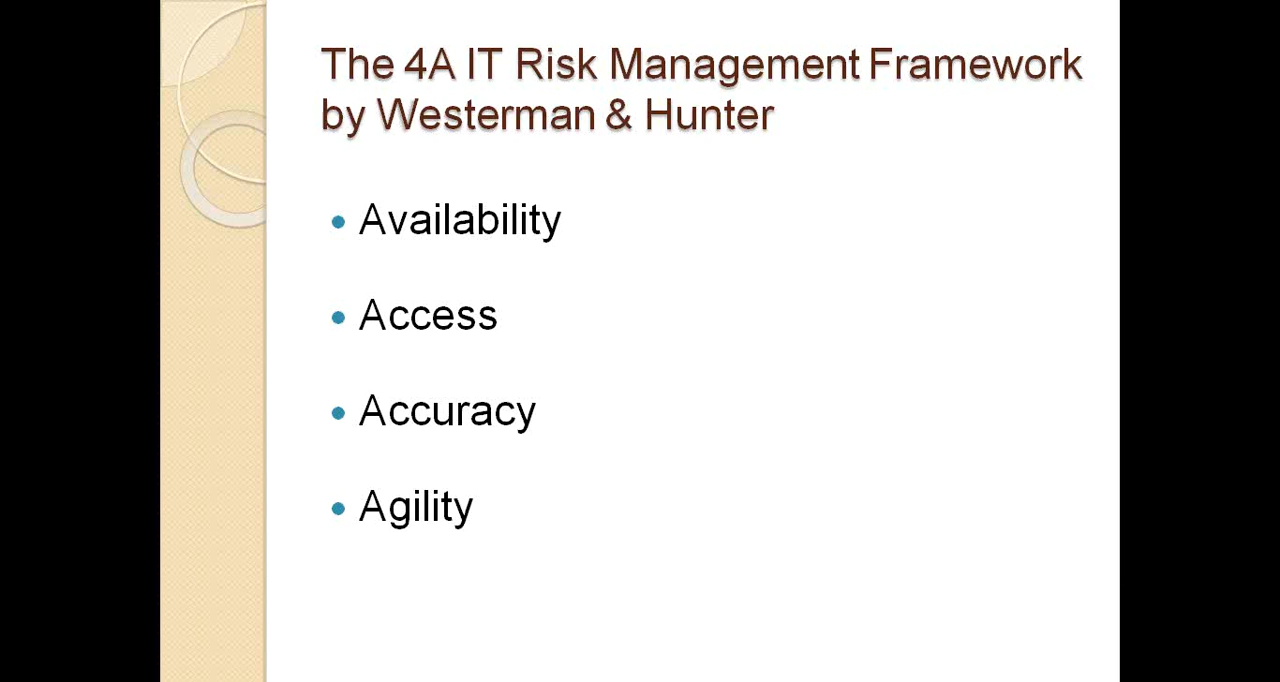 The 4A IT Risk Management Framework
by Westerman & Hunter
• Availability
• Access
• Accuracy
• Agility